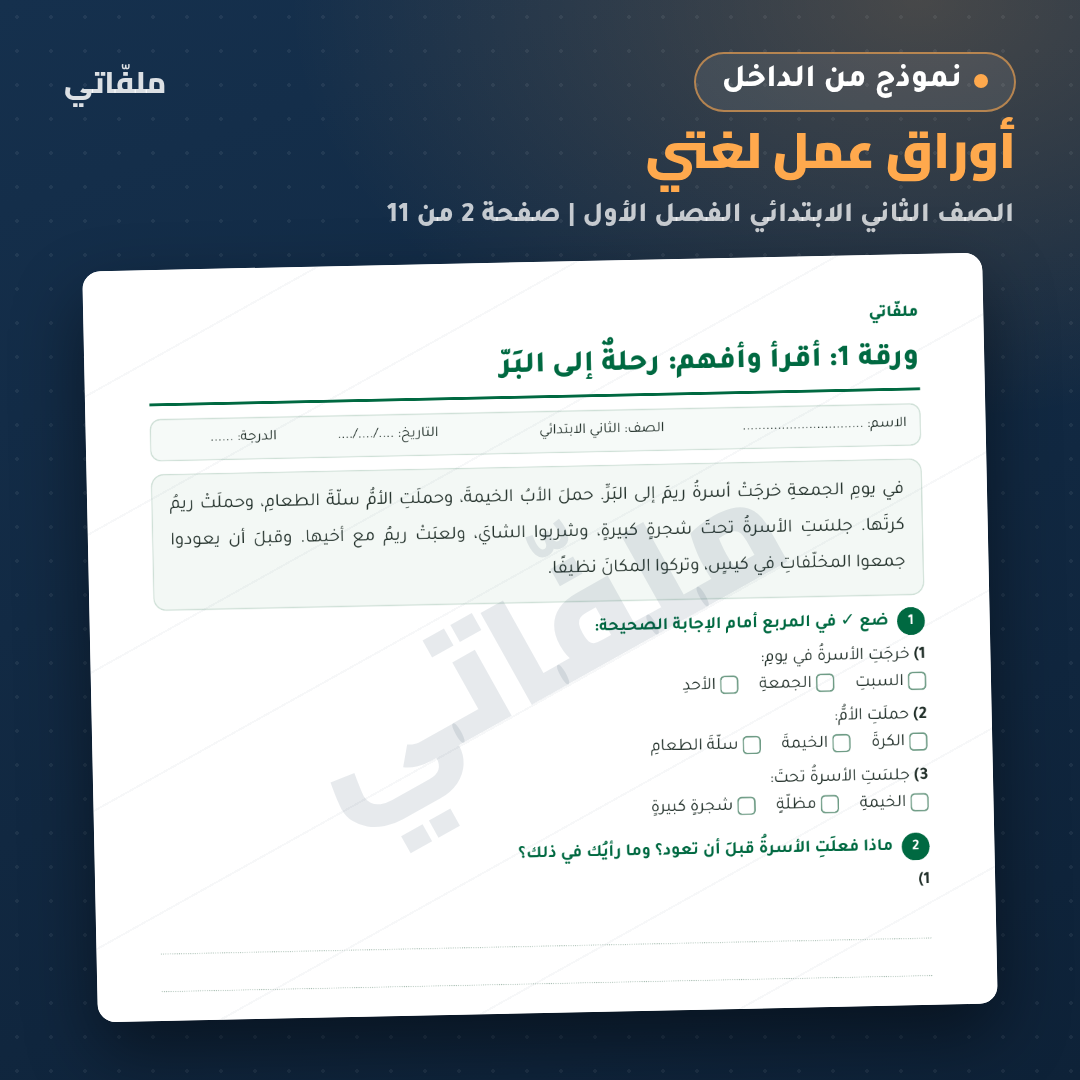 ملفّاتي
نموذج من الداخل
أوراق عمل لغتي
الصف الثاني الابتدائي الفصل الأول | صفحة 2 من 11
ملفّاتي
ورقة 1: أقرأ وأفهم: رحلةٌ إلى البَرّ
الاسم: ............................... الصف: الثاني الابتدائي التاريخ: ..../..../.... الدرجة: ......
في يومِ الجمعةِ خرجَتْ أسرةُ ريمَ إلى البَرِّ. حملَ الأبُ الخيمةَ، وحملَتِ الأمُّ سلّةَ الطعامِ، وحملَتْ ريمُ
كرتَها. جلسَتِ الأسرةُ تحتَ شجرةٍ كبيرةٍ، وشربوا الشايَ، ولعبَتْ ريمُ مع أخيها. وقبلَ أن يعودوا
جمعوا المخلّفاتِ في كيسٍ، وتركوا المكانَ نظيفًا.
1 ضع ✓ في المربع أمام الإجابة الصحيحة:
1) خرجَتِ الأسرةُ في يومِ:
السبتِ الجمعةِ الأحدِ
2) حملَتِ الأمُّ:
الكرةَ الخيمةَ سلّةَ الطعامِ
3) جلسَتِ الأسرةُ تحتَ:
الخيمةِ مظلّةٍ شجرةٍ كبيرةٍ
2 ماذا فعلَتِ الأسرةُ قبلَ أن تعود؟ وما رأيُك في ذلك؟
1)
ملفّاتي